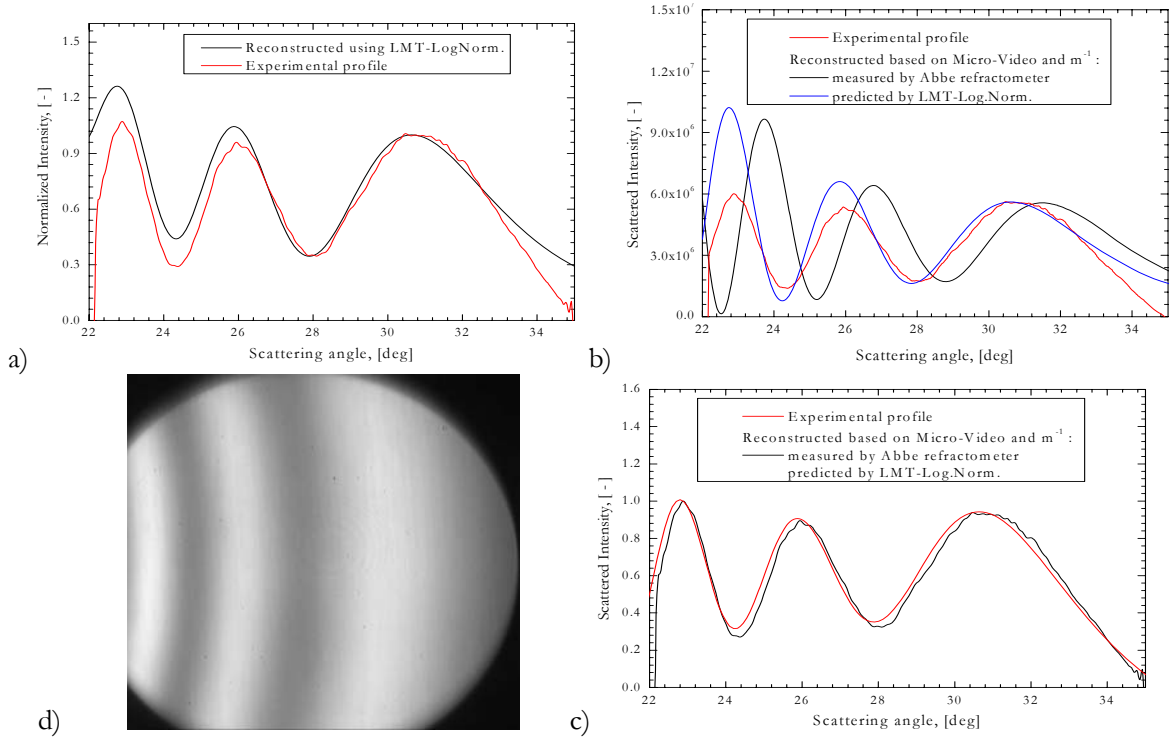 a)
1.5
1.2
0.9
0.6
0.3
0.0
Normalized Intensity, [ - ]
Reconstructed using LMT-LogNorm.
Experimental profile
22 24 26 28 30 32 34
Scattering angle, [deg]
b)
1.5x10⁷
1.2x10⁷
9.0x10⁶
6.0x10⁶
3.0x10⁶
0.0
Scattered Intensity, [ - ]
Experimental profile
Reconstructed based on Micro-Video and m⁻¹ :
measured by Abbe refractometer
predicted by LMT-Log.Norm.
22 24 26 28 30 32 34
Scattering angle, [deg]
d)
c)
1.6
1.4
1.2
1.0
0.8
0.6
0.4
0.2
0.0
Scattered Intensity, [ - ]
Experimental profile
Reconstructed based on Micro-Video and m⁻¹ :
measured by Abbe refractometer
predicted by LMT-Log.Norm.
22 24 26 28 30 32 34
Scattering angle, [deg]